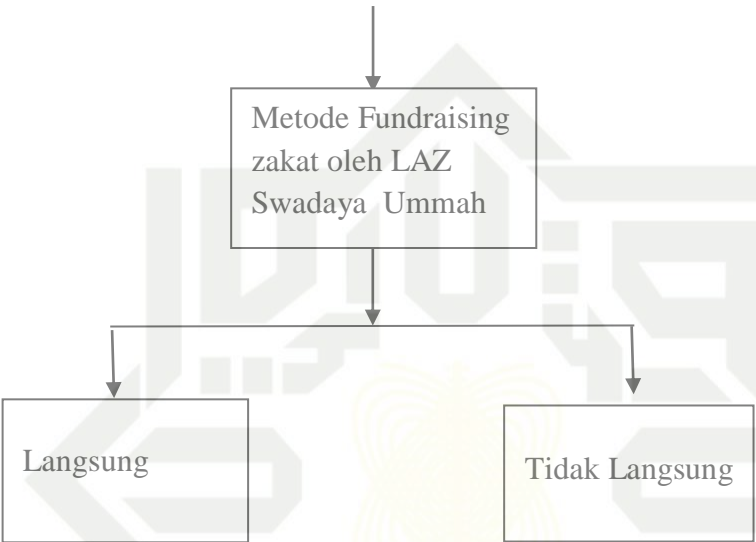 Metode Fundraising
zakat oleh LAZ
Swadaya Ummah
Langsung
Tidak Langsung